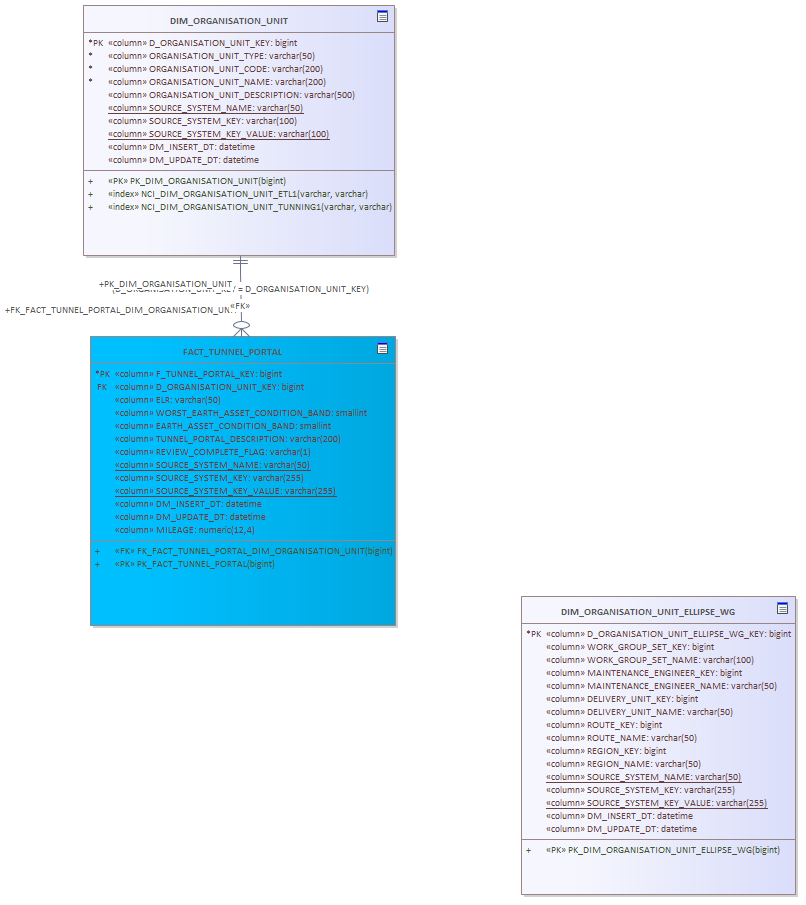 DIM_ORGANISATION_UNIT
*PK «column» D_ORGANISATION_UNIT_KEY: bigint
* «column» ORGANISATION_UNIT_TYPE: varchar(50)
* «column» ORGANISATION_UNIT_CODE: varchar(200)
* «column» ORGANISATION_UNIT_NAME: varchar(200)
«column» ORGANISATION_UNIT_DESCRIPTION: varchar(500)
«column» SOURCE_SYSTEM_NAME: varchar(50)
«column» SOURCE_SYSTEM_KEY: varchar(100)
«column» SOURCE_SYSTEM_KEY_VALUE: varchar(100)
«column» DM_INSERT_DT: datetime
«column» DM_UPDATE_DT: datetime
+ «PK» PK_DIM_ORGANISATION_UNIT(bigint)
+ «index» NCI_DIM_ORGANISATION_UNIT_ETL1(varchar, varchar)
+ «index» NCI_DIM_ORGANISATION_UNIT_TUNNING1(varchar, varchar)
+PK_DIM_ORGANISATION_UNIT
(D_ORGANISATION_UNIT_KEY = D_ORGANISATION_UNIT_KEY)
«FK»
+FK_FACT_TUNNEL_PORTAL_DIM_ORGANISATION_UN
FACT_TUNNEL_PORTAL
*PK «column» F_TUNNEL_PORTAL_KEY: bigint
FK «column» D_ORGANISATION_UNIT_KEY: bigint
«column» ELR: varchar(50)
«column» WORST_EARTH_ASSET_CONDITION_BAND: smallint
«column» EARTH_ASSET_CONDITION_BAND: smallint
«column» TUNNEL_PORTAL_DESCRIPTION: varchar(200)
«column» REVIEW_COMPLETE_FLAG: varchar(1)
«column» SOURCE_SYSTEM_NAME: varchar(50)
«column» SOURCE_SYSTEM_KEY: varchar(255)
«column» SOURCE_SYSTEM_KEY_VALUE: varchar(255)
«column» DM_INSERT_DT: datetime
«column» DM_UPDATE_DT: datetime
«column» MILEAGE: numeric(12,4)
+ «FK» FK_FACT_TUNNEL_PORTAL_DIM_ORGANISATION_UNIT(bigint)
+ «PK» PK_FACT_TUNNEL_PORTAL(bigint)
DIM_ORGANISATION_UNIT_ELLIPSE_WG
*PK «column» D_ORGANISATION_UNIT_ELLIPSE_WG_KEY: bigint
«column» WORK_GROUP_SET_KEY: bigint
«column» WORK_GROUP_SET_NAME: varchar(100)
«column» MAINTENANCE_ENGINEER_KEY: bigint
«column» MAINTENANCE_ENGINEER_NAME: varchar(50)
«column» DELIVERY_UNIT_KEY: bigint
«column» DELIVERY_UNIT_NAME: varchar(50)
«column» ROUTE_KEY: bigint
«column» ROUTE_NAME: varchar(50)
«column» REGION_KEY: bigint
«column» REGION_NAME: varchar(50)
«column» SOURCE_SYSTEM_NAME: varchar(50)
«column» SOURCE_SYSTEM_KEY: varchar(255)
«column» SOURCE_SYSTEM_KEY_VALUE: varchar(255)
«column» DM_INSERT_DT: datetime
«column» DM_UPDATE_DT: datetime
+ «PK» PK_DIM_ORGANISATION_UNIT_ELLIPSE_WG(bigint)